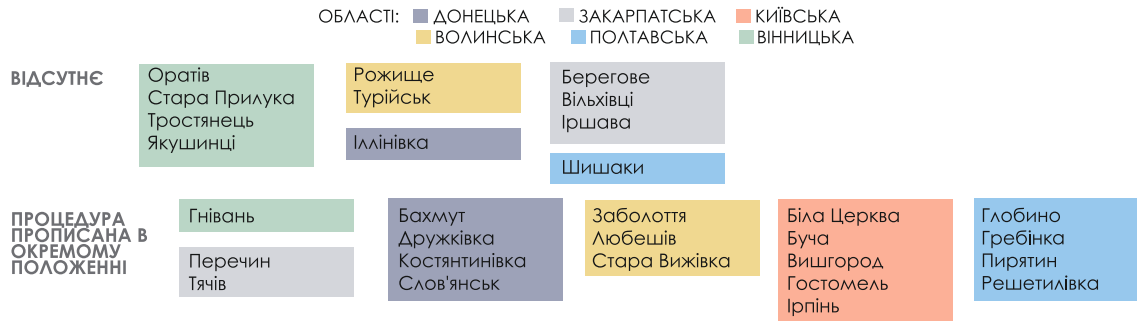 ОБЛАСТІ: ДОНЕЦЬКА ЗАКАРПАТСЬКА КИЇВСЬКА
ВОЛИНСЬКА ПОЛТАВСЬКА ВІННИЦЬКА
ВІДСУТНЄ
Оратів
Стара Прилука
Тростянець
Якушинці
Рожище
Турійськ
Іллінівка
Берегове
Вільхівці
Іршава
Шишаки
ПРОЦЕДУРА
ПРОПИСАНА В
ОКРЕМОМУ
ПОЛОЖЕННІ
Гнівань
Перечин
Тячів
Бахмут
Дружківка
Костянтинівка
Слов'янськ
Заболоття
Любешів
Стара Вижівка
Біла Церква
Буча
Вишгород
Гостомель
Ірпінь
Глобино
Гребінка
Пирятин
Решетилівка